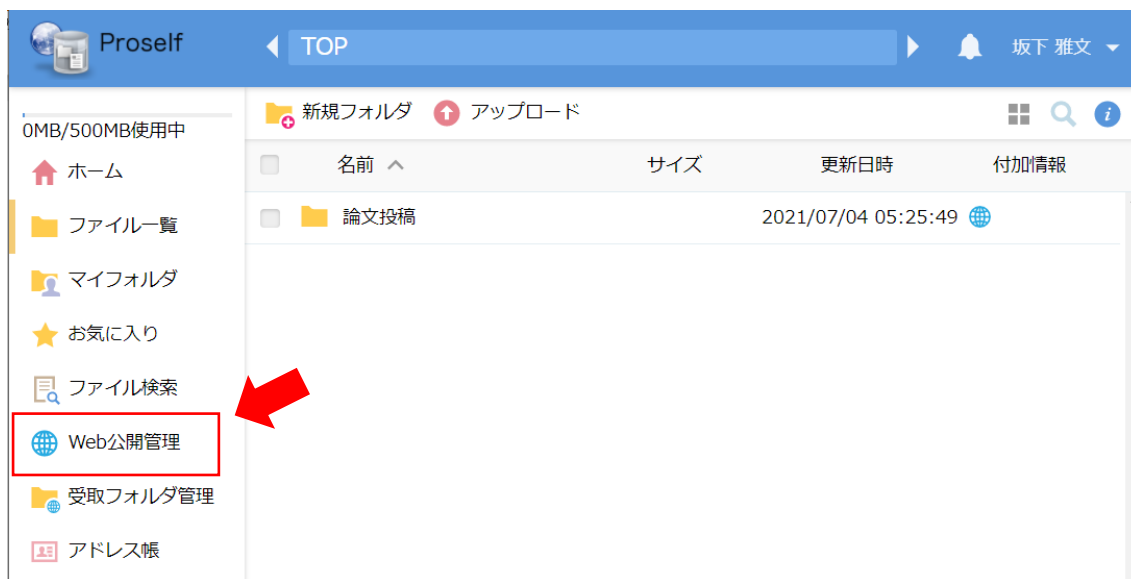 Proself
TOP
坂下 雅文
0MB/500MB使用中
ホーム
ファイル一覧
マイフォルダ
お気に入り
ファイル検索
Web公開管理
受取フォルダ管理
アドレス帳
新規フォルダ アップロード
名前 サイズ 更新日時 付加情報
論文投稿 2021/07/04 05:25:49